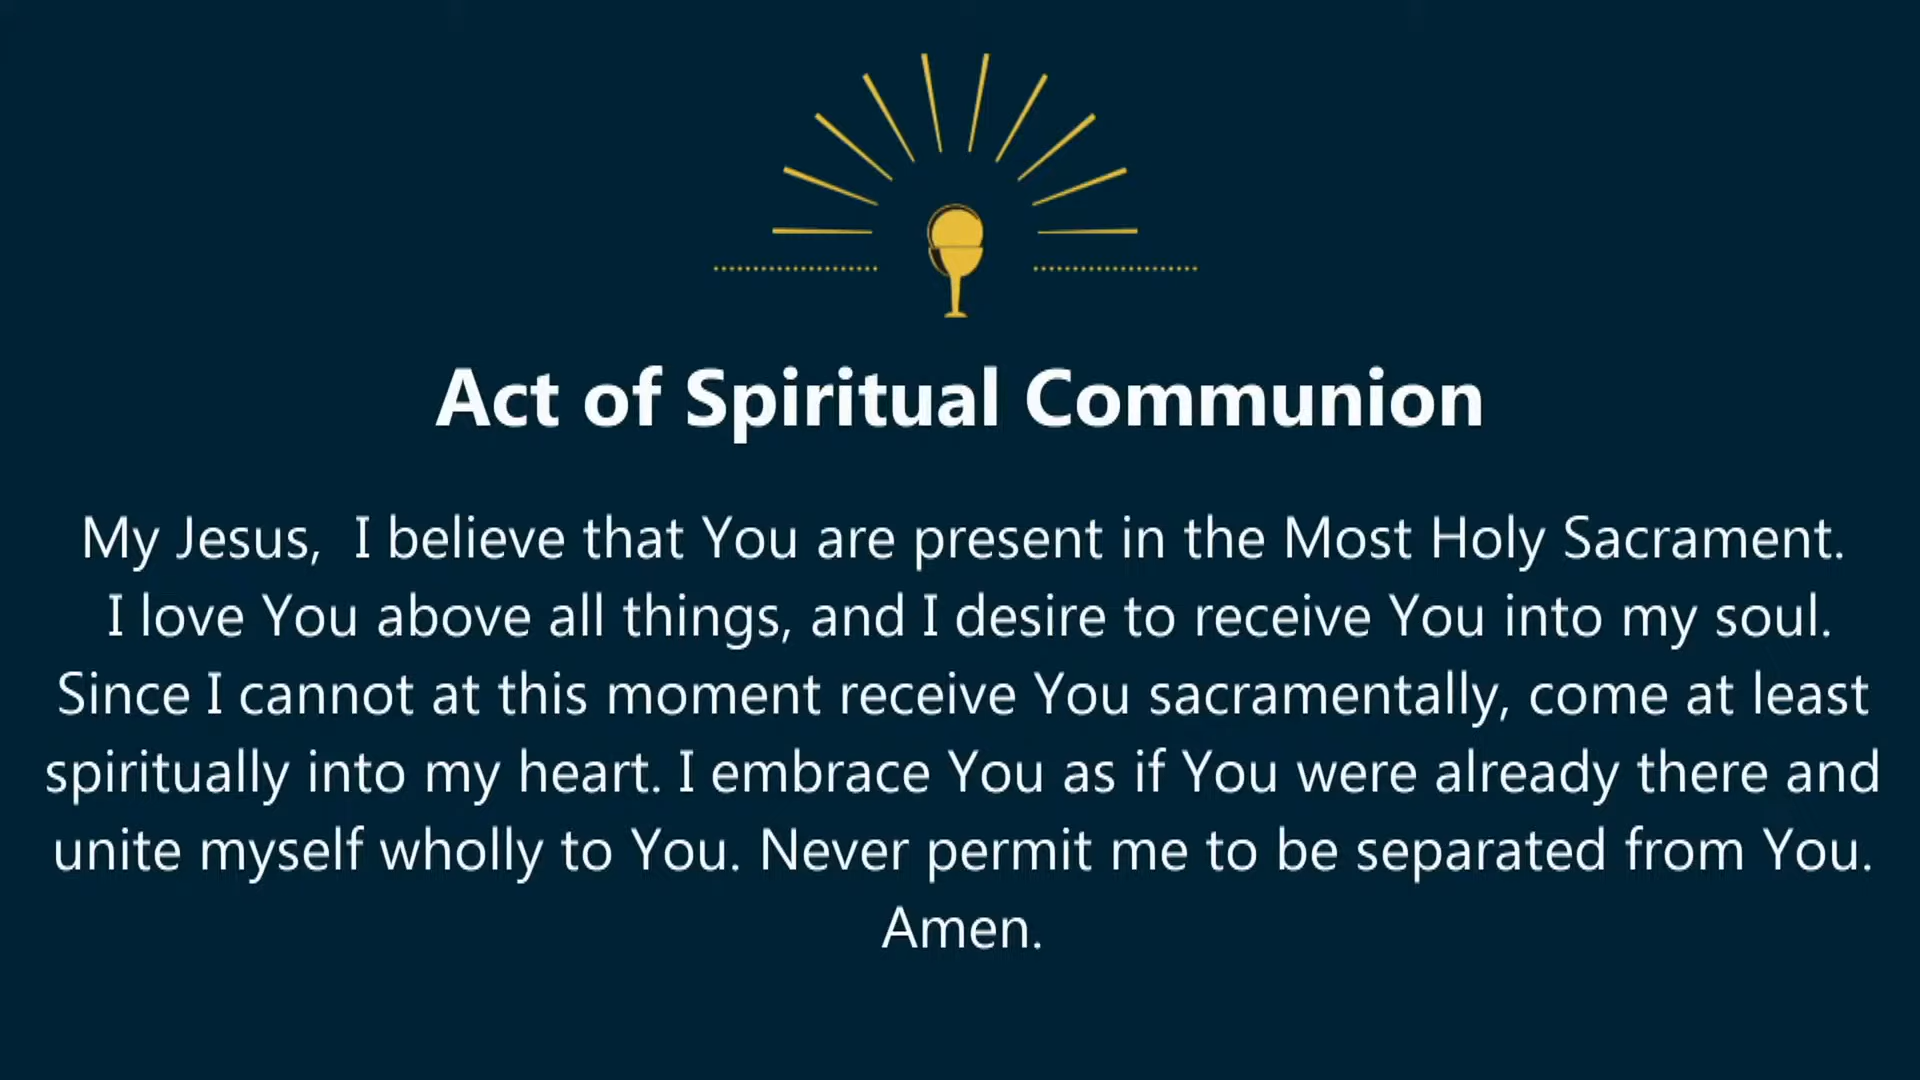 Act of Spiritual Communion
My Jesus,  I believe that You are present in the Most Holy Sacrament.
I love You above all things, and I desire to receive You into my soul.
Since I cannot at this moment receive You sacramentally, come at least
spiritually into my heart. I embrace You as if You were already there and
unite myself wholly to You. Never permit me to be separated from You.
Amen.